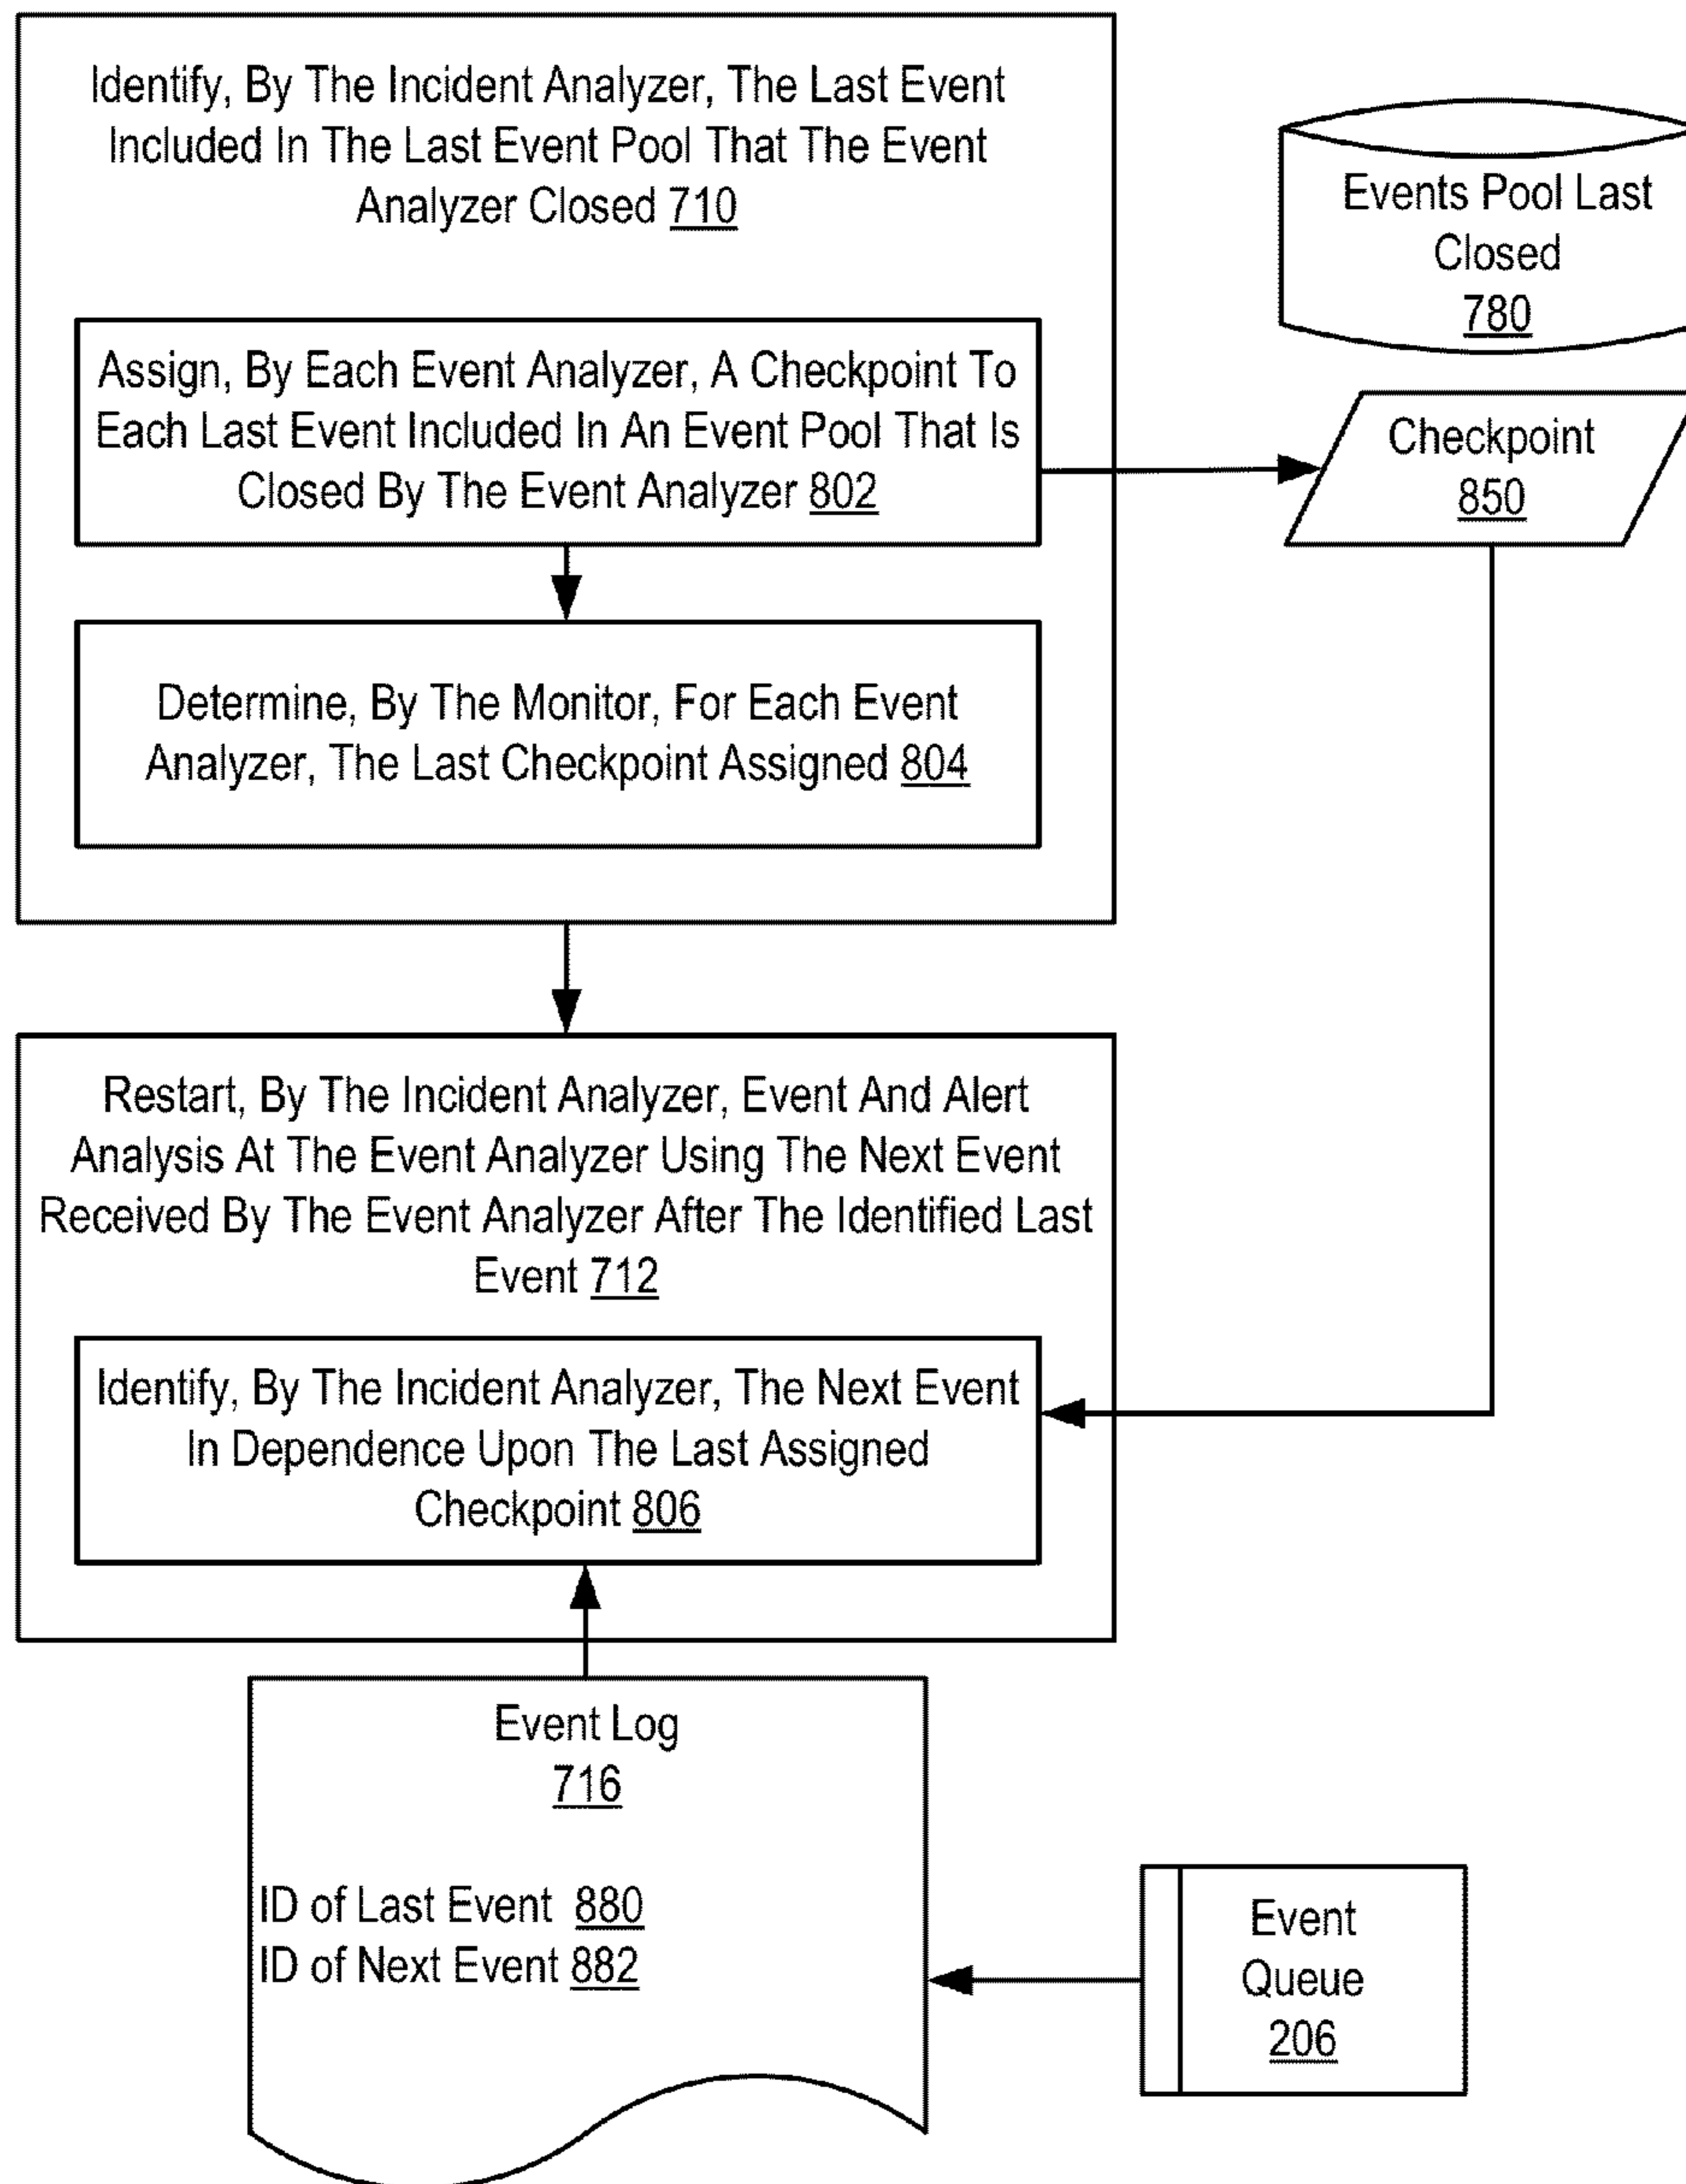 Identify, By The Incident Analyzer, The Last Event
Included In The Last Event Pool That The Event
Analyzer Closed 710
Events Pool Last
Closed
780
Assign, By Each Event Analyzer, A Checkpoint To
Each Last Event Included In An Event Pool That Is
Closed By The Event Analyzer 802
Checkpoint
850
Determine, By The Monitor, For Each Event
Analyzer, The Last Checkpoint Assigned 804
Restart, By The Incident Analyzer, Event And Alert
Analysis At The Event Analyzer Using The Next Event
Received By The Event Analyzer After The Identified Last
Event 712
Identify, By The Incident Analyzer, The Next Event
In Dependence Upon The Last Assigned
Checkpoint 806
Event Log
716
ID of Last Event 880
ID of Next Event 882
Event
Queue
206